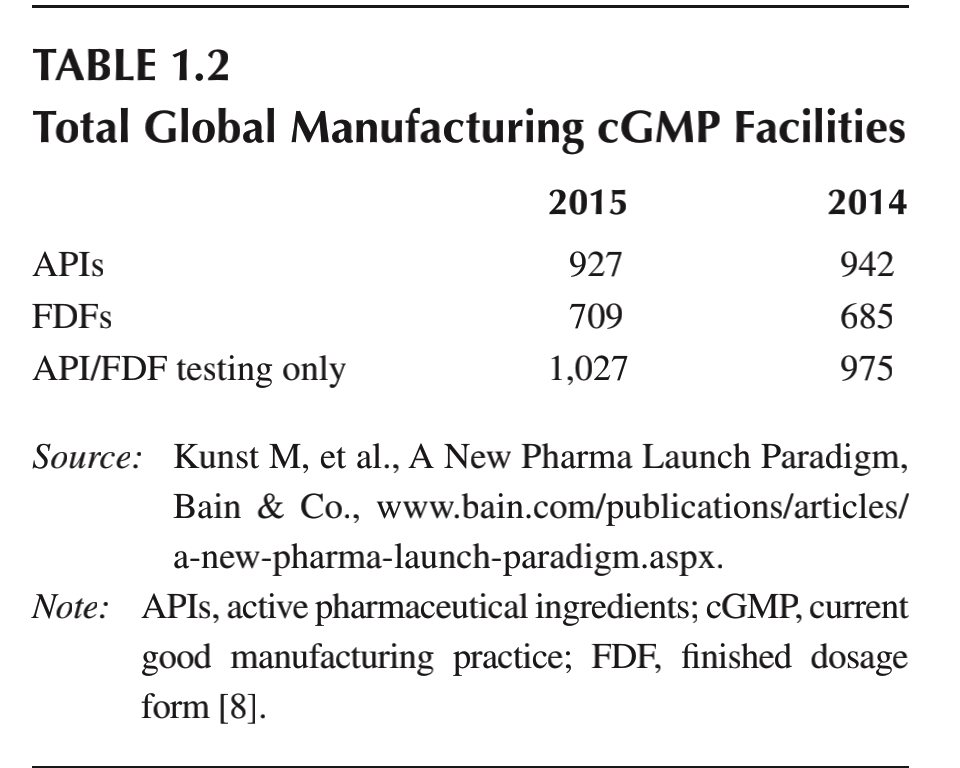 TABLE 1.2
Total Global Manufacturing cGMP Facilities
2015 2014
APIs 927 942
FDFs 709 685
API/FDF testing only 1,027 975
Source: Kunst M, et al., A New Pharma Launch Paradigm,
Bain & Co., www.bain.com/publications/articles/
a-new-pharma-launch-paradigm.aspx.
Note: APIs, active pharmaceutical ingredients; cGMP, current
good manufacturing practice; FDF, finished dosage
form [8].